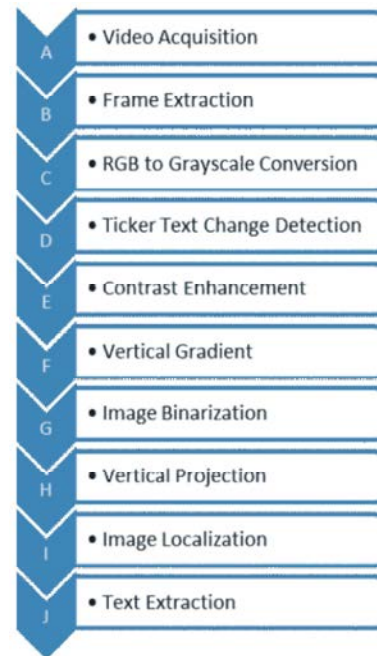 A
• Video Acquisition
B
• Frame Extraction
C
• RGB to Grayscale Conversion
D
• Ticker Text Change Detection
E
• Contrast Enhancement
F
• Vertical Gradient
G
• Image Binarization
H
• Vertical Projection
I
• Image Localization
J
• Text Extraction